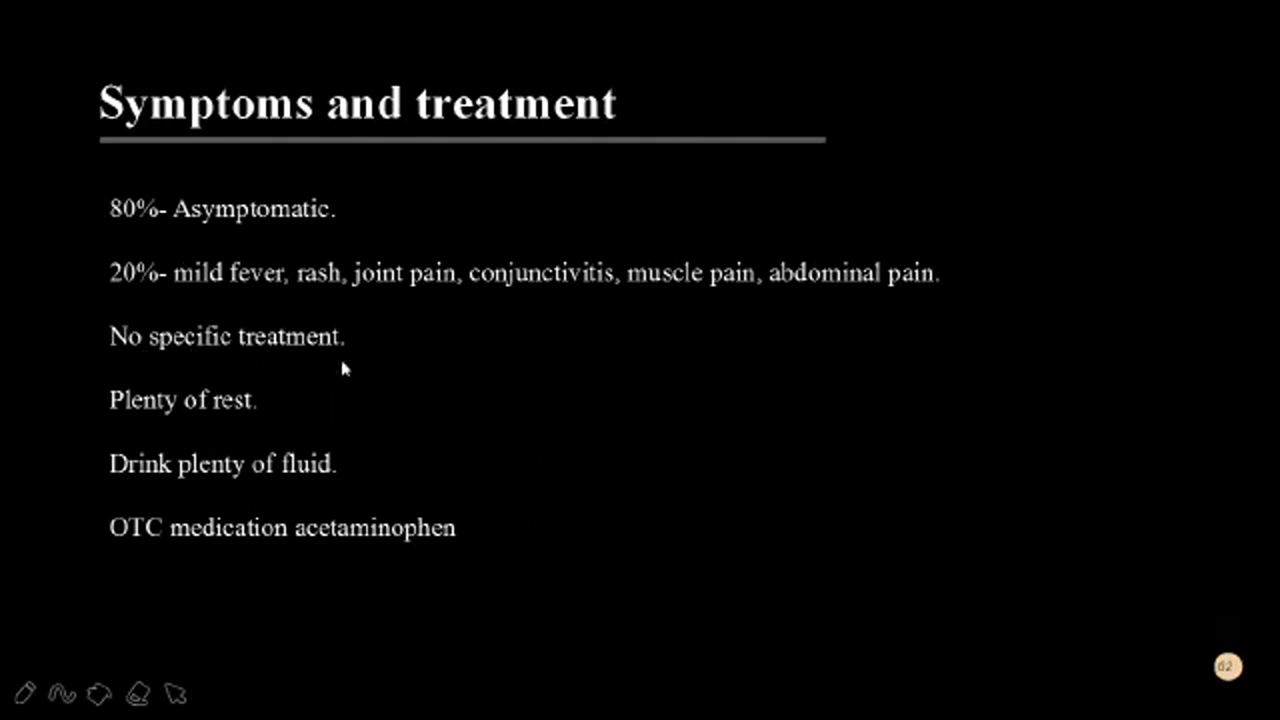 Symptoms and treatment
80%- Asymptomatic.
20%- mild fever, rash, joint pain, conjunctivitis, muscle pain, abdominal pain.
No specific treatment.
Plenty of rest.
Drink plenty of fluid.
OTC medication acetaminophen
62